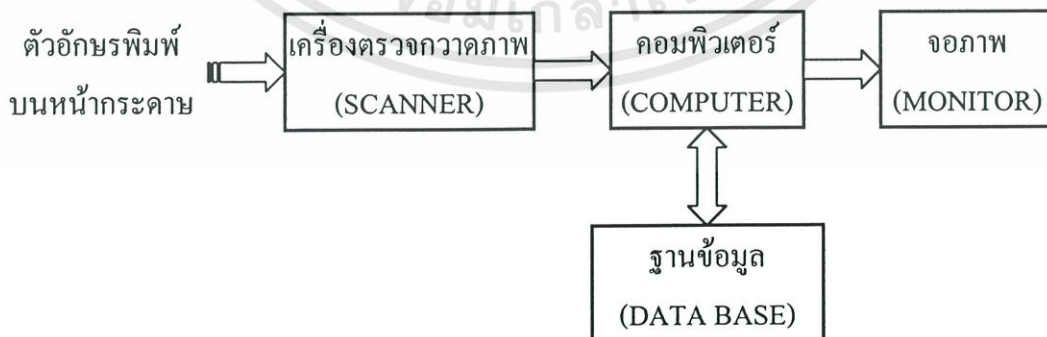 ตัวอักษรพิมพ์
บนหน้ากระดาษ
เครื่องตรวจกวาดภาพ
(SCANNER)
คอมพิวเตอร์
(COMPUTER)
จอภาพ
(MONITOR)
ฐานข้อมูล
(DATA BASE)